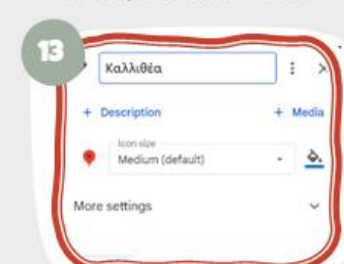 13
Καλλιθέα
+ Description + Media
Icon size
Medium (default)
More settings